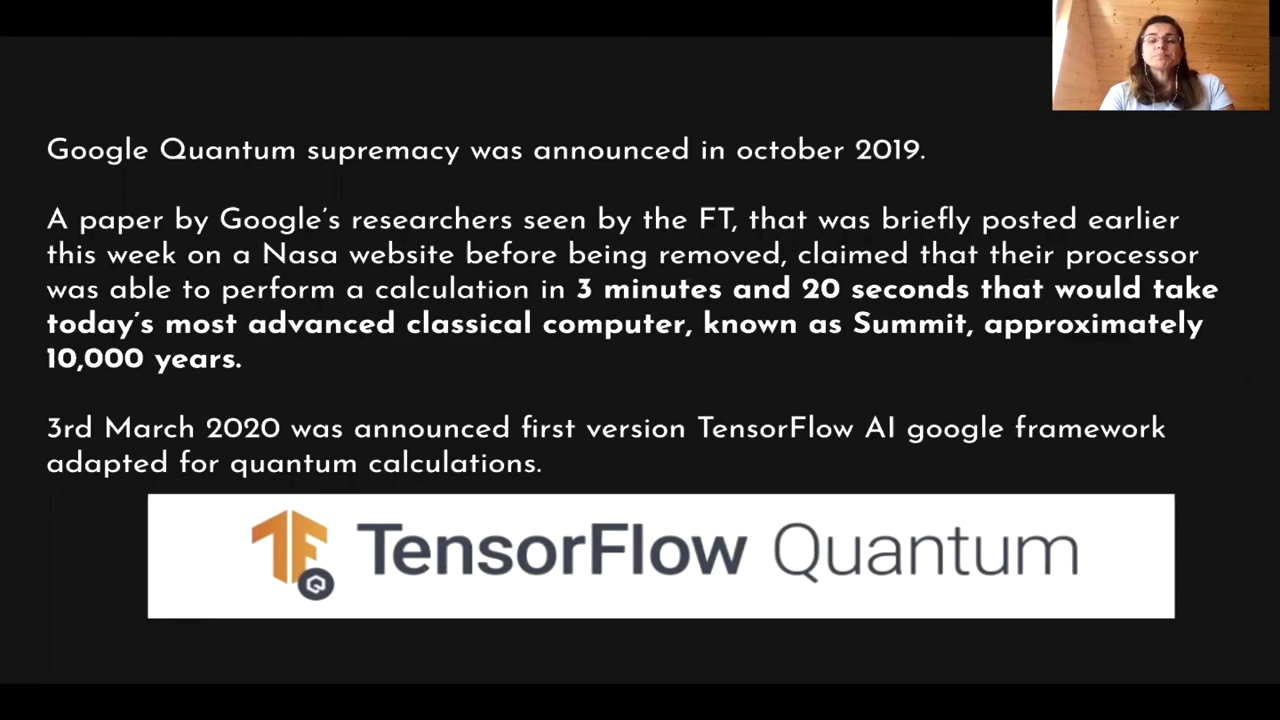 Google Quantum supremacy was announced in october 2019.
A paper by Google's researchers seen by the FT, that was briefly posted earlier
this week on a Nasa website before being removed, claimed that their processor
was able to perform a calculation in 3 minutes and 20 seconds that would take
today's most advanced classical computer, known as Summit, approximately
10,000 years.
3rd March 2020 was announced first version TensorFlow AI google framework
adapted for quantum calculations.
TensorFlow Quantum